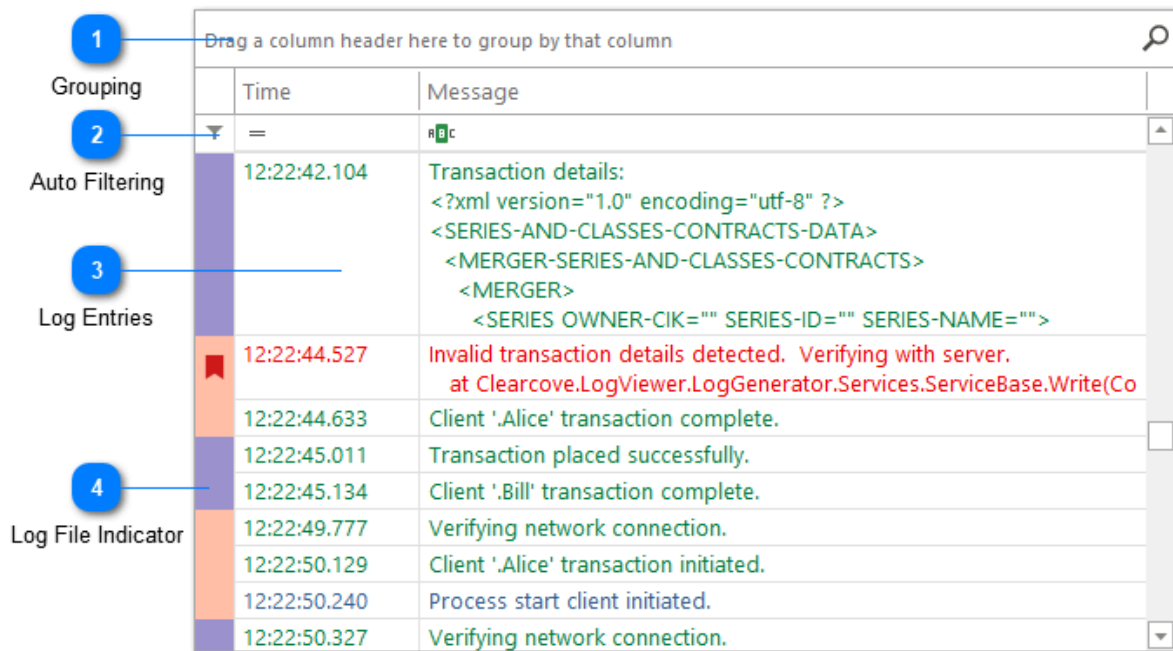 1
Drag a column header here to group by that column
Grouping
Time Message
2
= ABC
Auto Filtering
12:22:42.104 Transaction details:
<?xml version="1.0" encoding="utf-8" ?>
<SERIES-AND-CLASSES-CONTRACTS-DATA>
<MERGER-SERIES-AND-CLASSES-CONTRACTS>
3
<MERGER>
Log Entries
<SERIES OWNER-CIK="" SERIES-ID="" SERIES-NAME="">
12:22:44.527 Invalid transaction details detected.  Verifying with server.
at Clearcove.LogViewer.LogGenerator.Services.ServiceBase.Write(Co
12:22:44.633 Client '.Alice' transaction complete.
12:22:45.011 Transaction placed successfully.
4
12:22:45.134 Client '.Bill' transaction complete.
Log File Indicator
12:22:49.777 Verifying network connection.
12:22:50.129 Client '.Alice' transaction initiated.
12:22:50.240 Process start client initiated.
12:22:50.327 Verifying network connection.